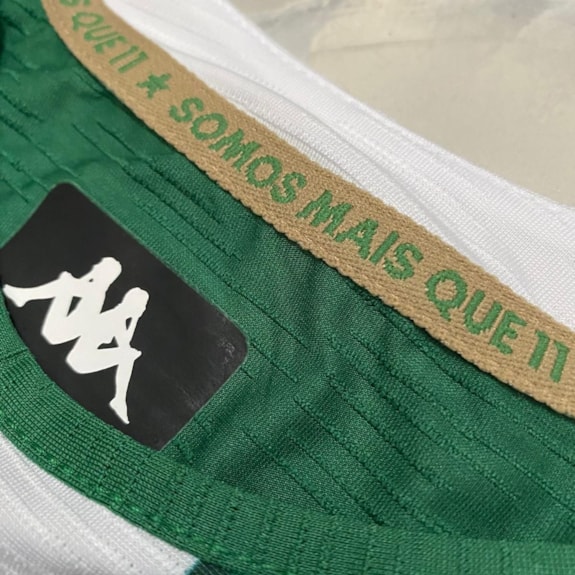 S QUE 11 ★ SOMOS MAIS QUE 11